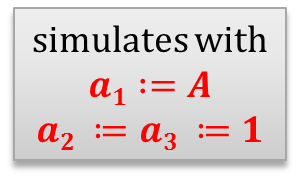 simulates with
a₁ := A
a₂ := a₃ := 1